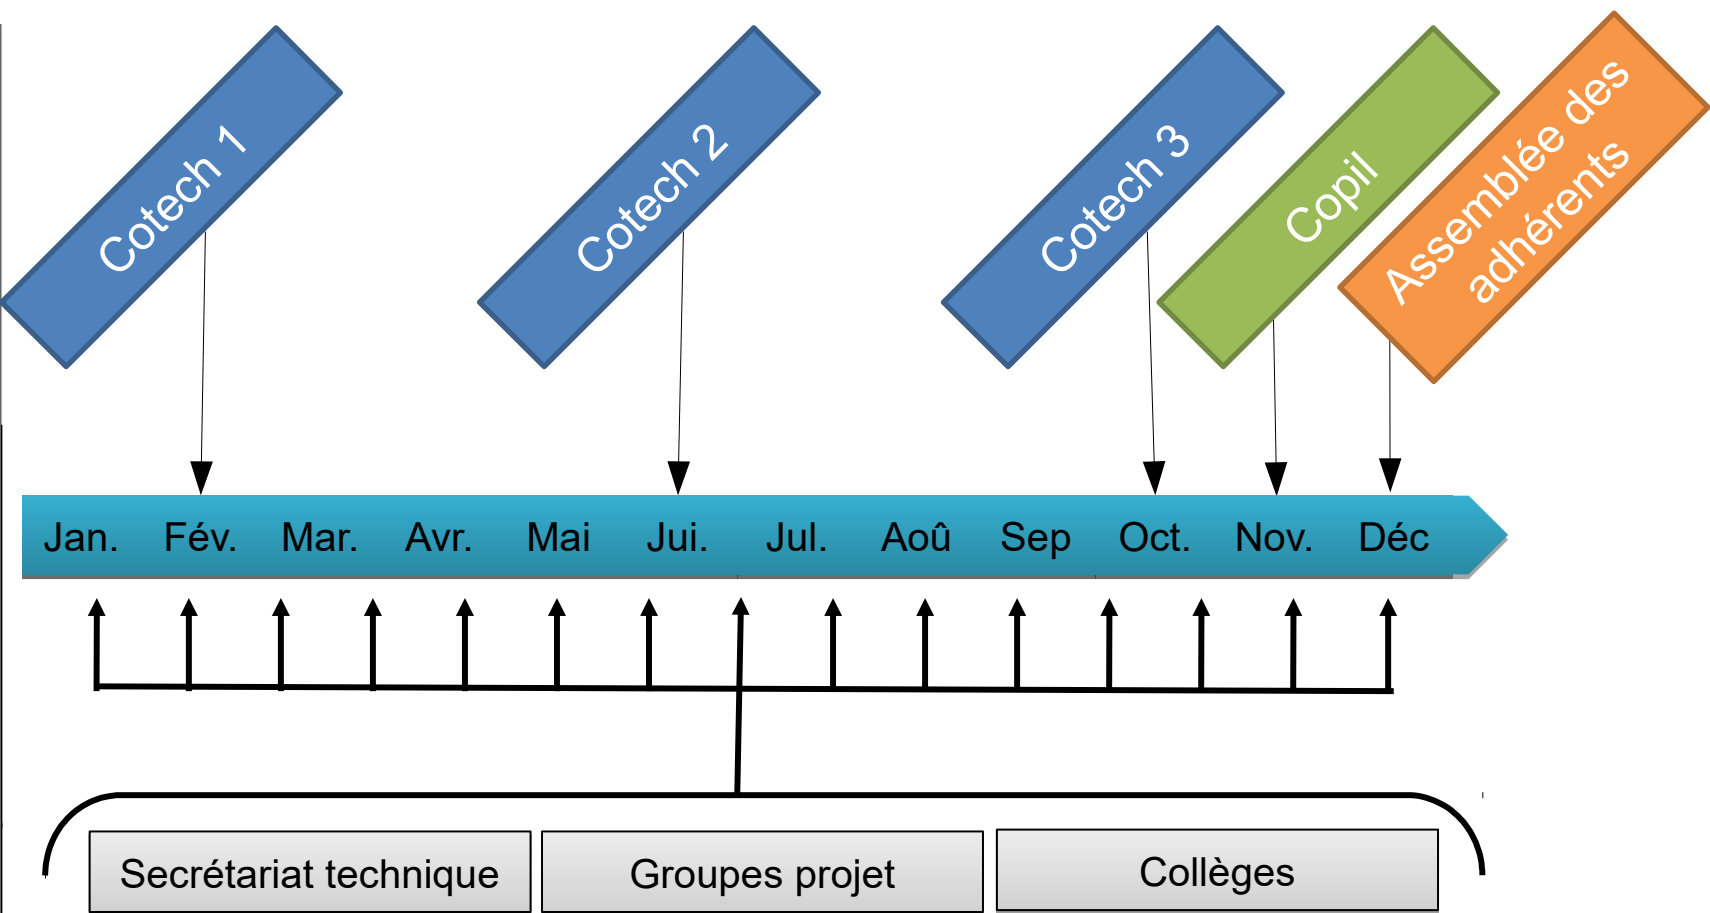 Cotech 1
Cotech 2
Cotech 3
Copil
Assemblée des
adhérents
Jan. Fév. Mar. Avr. Mai Jui. Jul. Aoû Sep Oct. Nov. Déc
Secrétariat technique
Groupes projet
Collèges